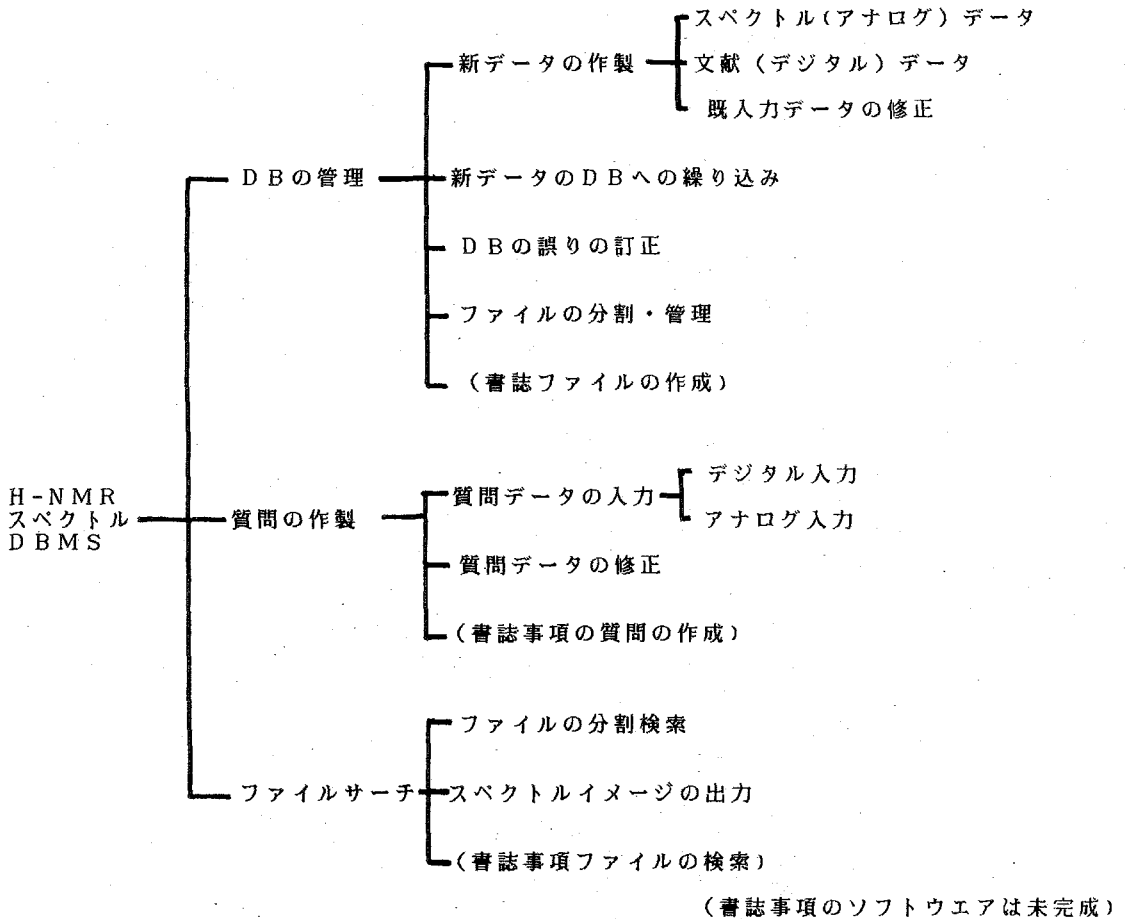 スペクトル(アナログ)データ
新データの作製
文献(デジタル)データ
既入力データの修正
DBの管理
新データのDBへの繰り込み
DBの誤りの訂正
ファイルの分割・管理
(書誌ファイルの作成)
H-NMR
スペクトル
DBMS
質問の作製
質問データの入力
デジタル入力
アナログ入力
質問データの修正
(書誌事項の質問の作成)
ファイルサーチ
ファイルの分割検索
スペクトルイメージの出力
(書誌事項ファイルの検索)
(書誌事項のソフトウエアは未完成)